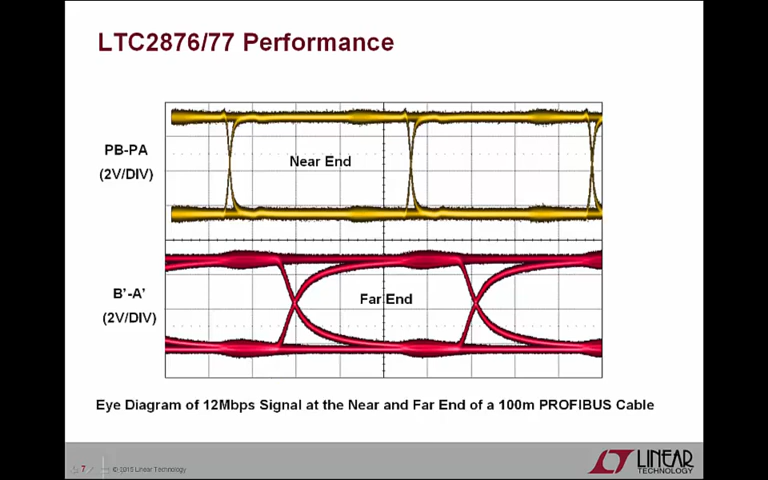 LTC2876/77 Performance
PB-PA
(2V/DIV)
Near End
B'-A'
(2V/DIV)
Far End
Eye Diagram of 12Mbps Signal at the Near and Far End of a 100m PROFIBUS Cable
7
© 2015 Linear Technology
LINEAR
TECHNOLOGY